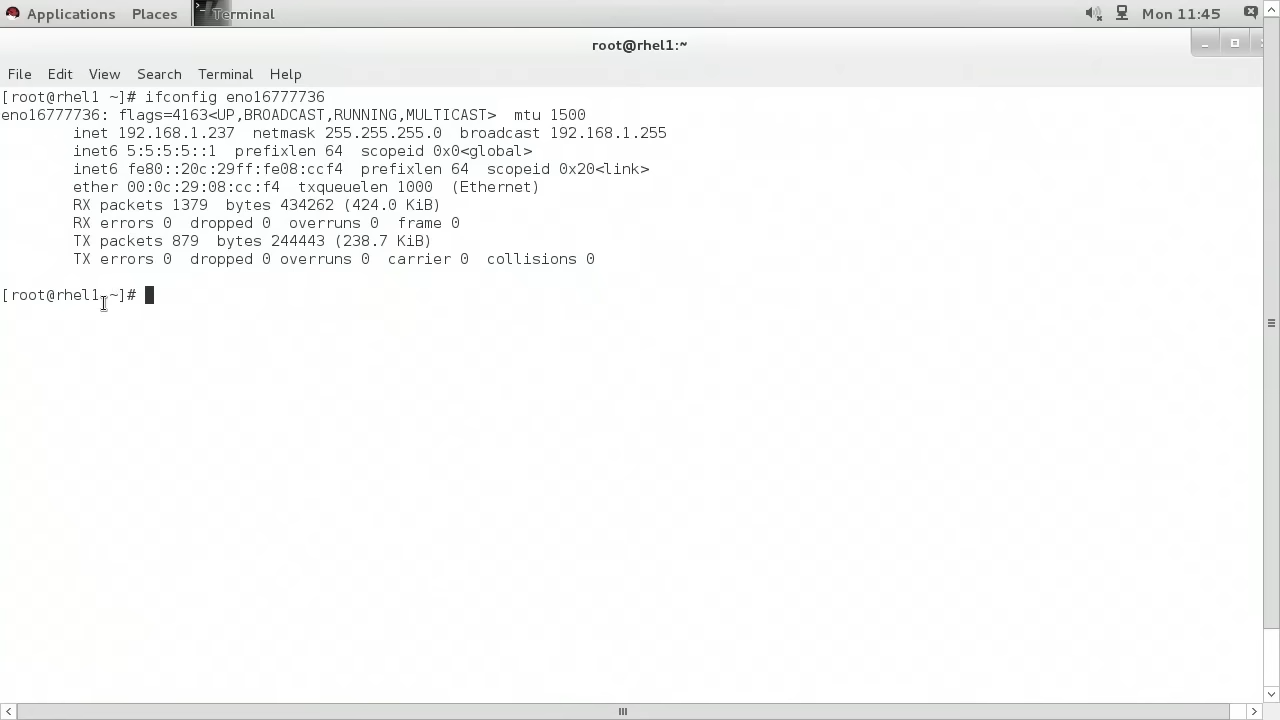 Applications Places Terminal Mon 11:45
root@rhel1:~
File Edit View Search Terminal Help
[root@rhel1 ~]# ifconfig eno16777736
eno16777736: flags=4163<UP,BROADCAST,RUNNING,MULTICAST>  mtu 1500
        inet 192.168.1.237  netmask 255.255.255.0  broadcast 192.168.1.255
        inet6 5:5:5:5::1  prefixlen 64  scopeid 0x0<global>
        inet6 fe80::20c:29ff:fe08:ccf4  prefixlen 64  scopeid 0x20<link>
        ether 00:0c:29:08:cc:f4  txqueuelen 1000  (Ethernet)
        RX packets 1379  bytes 434262 (424.0 KiB)
        RX errors 0  dropped 0  overruns 0  frame 0
        TX packets 879  bytes 244443 (238.7 KiB)
        TX errors 0  dropped 0 overruns 0  carrier 0  collisions 0
[root@rhel1 ~]#